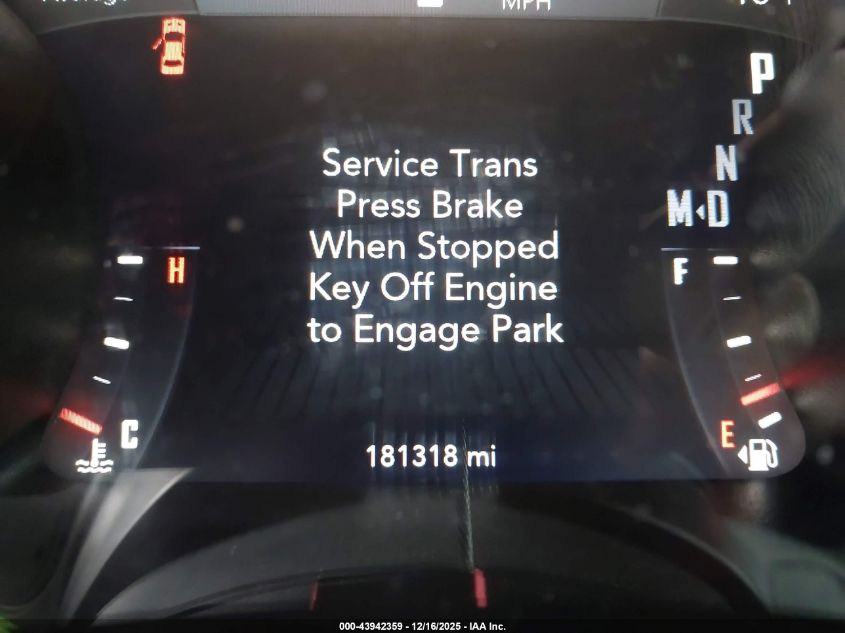 MPH
P
R
N
M D
Service Trans
Press Brake
When Stopped
Key Off Engine
to Engage Park
H
F
C
E
181318 mi
000-43942359 - 12/16/2025 - IAA Inc.